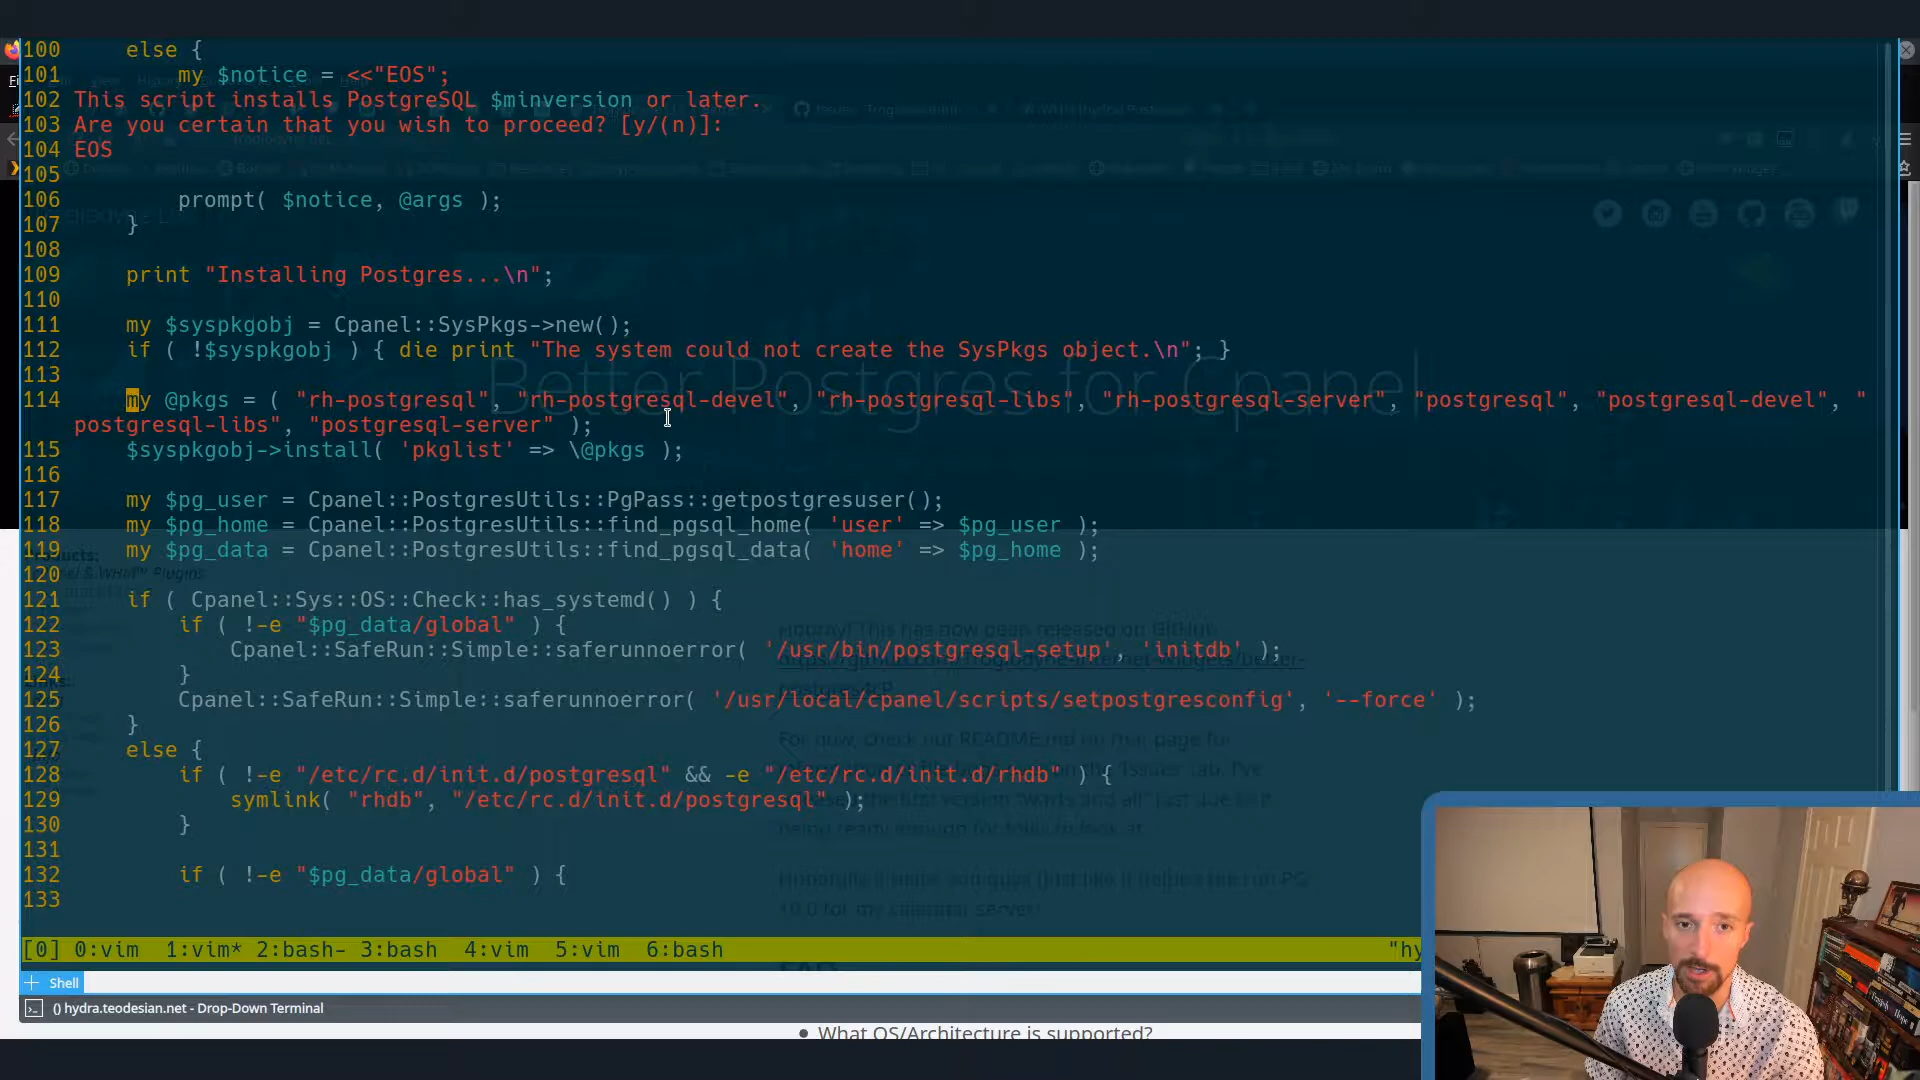 100     else {
101         my $notice = <<"EOS";
102 This script installs PostgreSQL $minversion or later.
103 Are you certain that you wish to proceed? [y/(n)]:
104 EOS
105
106         prompt( $notice, @args );
107     }
108
109     print "Installing Postgres...\n";
110
111     my $syspkgobj = Cpanel::SysPkgs->new();
112     if ( !$syspkgobj ) { die print "The system could not create the SysPkgs object.\n"; }
Better Postgres for Cpanel
113
114     my @pkgs = ( "rh-postgresql", "rh-postgresql-devel", "rh-postgresql-libs", "rh-postgresql-server", "postgresql", "postgresql-devel", "
postgresql-libs", "postgresql-server" );
115     $syspkgobj->install( 'pkglist' => \@pkgs );
116
117     my $pg_user = Cpanel::PostgresUtils::PgPass::getpostgresuser();
118     my $pg_home = Cpanel::PostgresUtils::find_pgsql_home( 'user' => $pg_user );
119     my $pg_data = Cpanel::PostgresUtils::find_pgsql_data( 'home' => $pg_home );
120
121     if ( Cpanel::Sys::OS::Check::has_systemd() ) {
122         if ( !-e "$pg_data/global" ) {
123             Cpanel::SafeRun::Simple::saferunnoerror( '/usr/bin/postgresql-setup', 'initdb' );
124         }
125         Cpanel::SafeRun::Simple::saferunnoerror( '/usr/local/cpanel/scripts/setpostgresconfig', '--force' );
126     }
127     else {
128         if ( !-e "/etc/rc.d/init.d/postgresql" && -e "/etc/rc.d/init.d/rhdb" ) {
129             symlink( "rhdb", "/etc/rc.d/init.d/postgresql" );
130         }
131
132         if ( !-e "$pg_data/global" ) {
133
[0] 0:vim  1:vim* 2:bash- 3:bash  4:vim  5:vim  6:bash "hy
Shell
() hydra.teodesian.net - Drop-Down Terminal
• What OS/Architecture is supported?